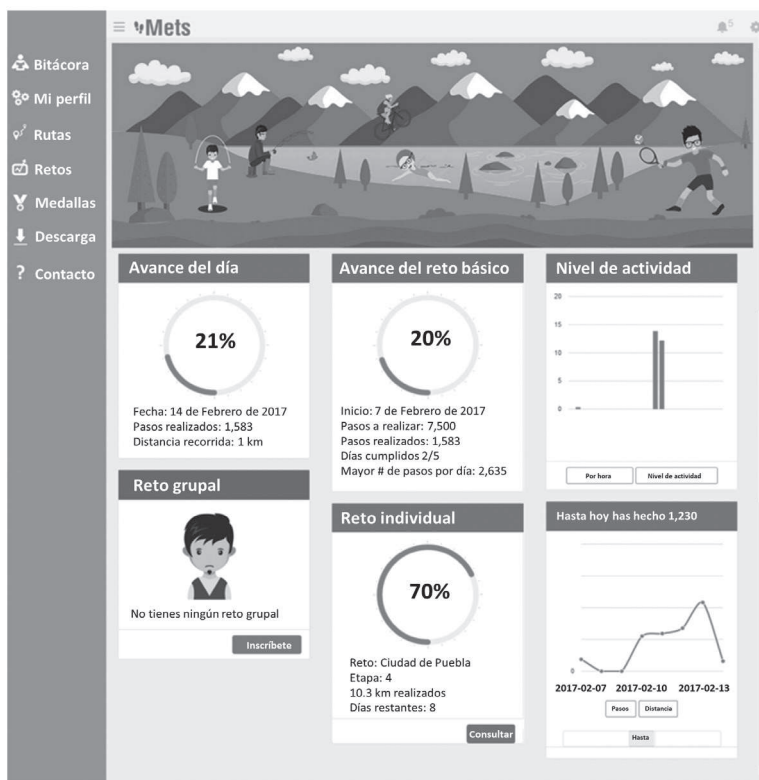 Mets
5
Bitácora
Mi perfil
Rutas
Retos
Medallas
Descarga
? Contacto
Avance del día
21%
Fecha: 14 de Febrero de 2017
Pasos realizados: 1,583
Distancia recorrida: 1 km
Reto grupal
No tienes ningún reto grupal
Inscríbete
Avance del reto básico
20%
Inicio: 7 de Febrero de 2017
Pasos a realizar: 7,500
Pasos realizados: 1,583
Días cumplidos 2/5
Mayor # de pasos por día: 2,635
Reto individual
70%
Reto: Ciudad de Puebla
Etapa: 4
10.3 km realizados
Días restantes: 8
Consultar
Nivel de actividad
20
15
10
5
0
Por hora Nivel de actividad
Hasta hoy has hecho 1,230
0
2017-02-07 2017-02-10 2017-02-13
Pasos Distancia
Hasta